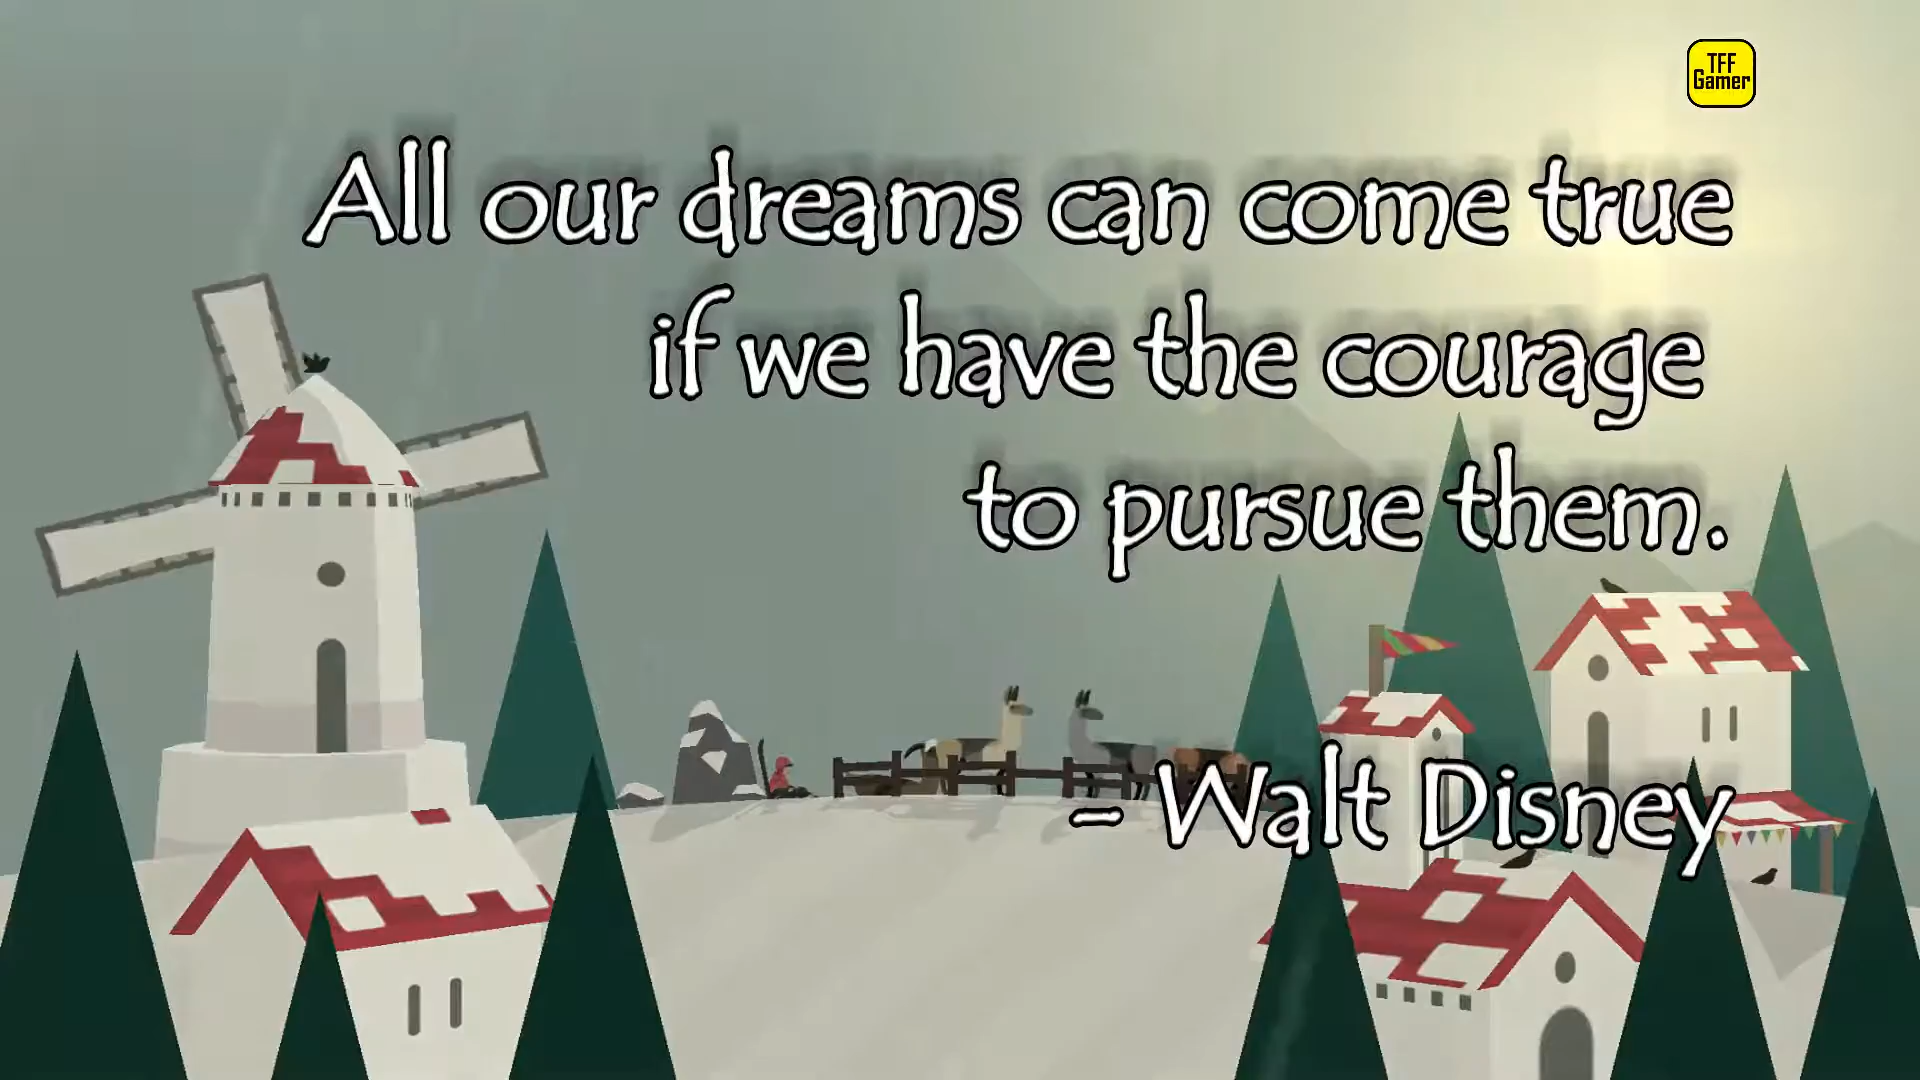 TFF
Gamer
All our dreams can come true
if we have the courage
to pursue them.
– Walt Disney